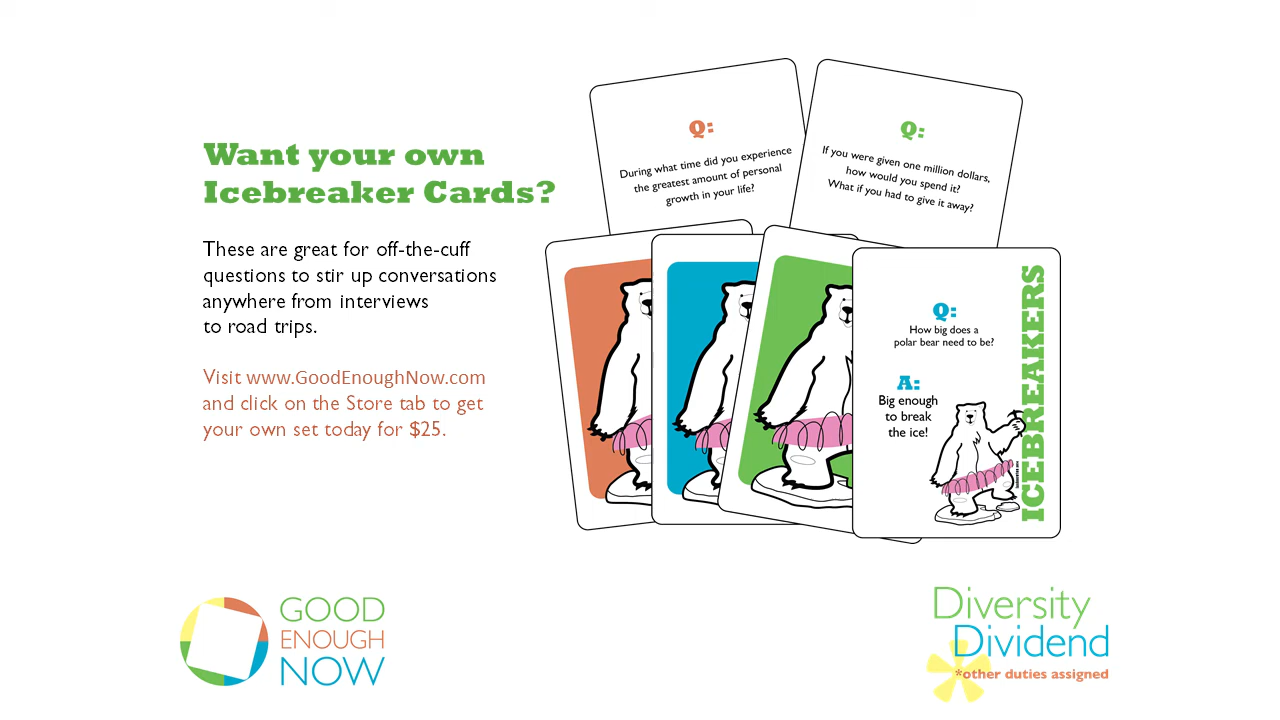 Want your own
Icebreaker Cards?
These are great for off-the-cuff
questions to stir up conversations
anywhere from interviews
to road trips.
Visit www.GoodEnoughNow.com
and click on the Store tab to get
your own set today for $25.
Q:
During what time did you experience
the greatest amount of personal
growth in your life?
Q:
If you were given one million dollars,
how would you spend it?
What if you had to give it away?
Q:
How big does a
polar bear need to be?
A:
Big enough
to break
the ice!
ICEBREAKERS
GOOD
ENOUGH
NOW
Diversity
Dividend
*other duties assigned